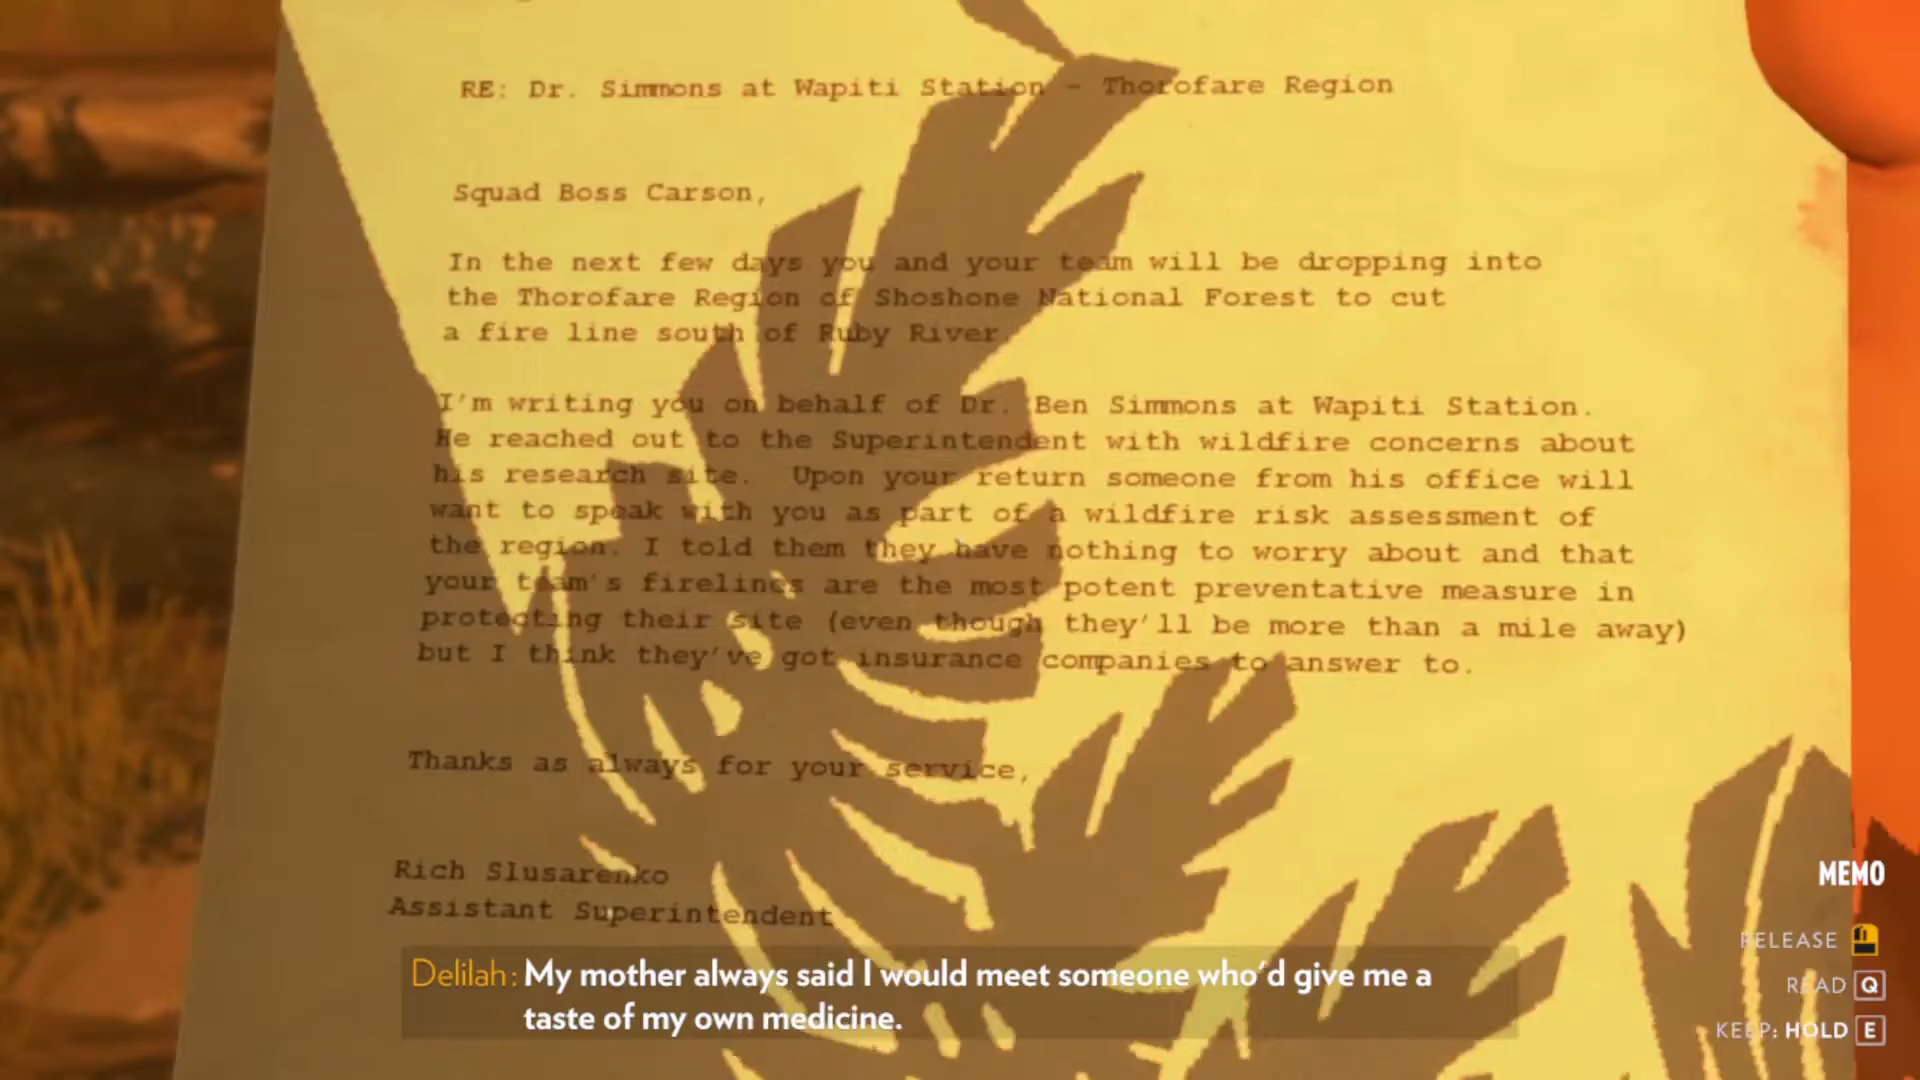 RE: Dr. Simmons at Wapiti Station - Thorofare Region
Squad Boss Carson,
In the next few days you and your team will be dropping into
the Thorofare Region of Shoshone National Forest to cut
a fire line south of Ruby River.
I'm writing you on behalf of Dr. Ben Simmons at Wapiti Station.
He reached out to the Superintendent with wildfire concerns about
his research site. Upon your return someone from his office will
want to speak with you as part of a wildfire risk assessment of
the region. I told them they have nothing to worry about and that
your team's firelines are the most potent preventative measure in
protecting their site (even though they'll be more than a mile away)
but I think they've got insurance companies to answer to.
Thanks as always for your service,
Rich Slusarenko
Assistant Superintendent
MEMO
RELEASE
READ Q
KEEP: HOLD E
Delilah: My mother always said I would meet someone who'd give me a
taste of my own medicine.